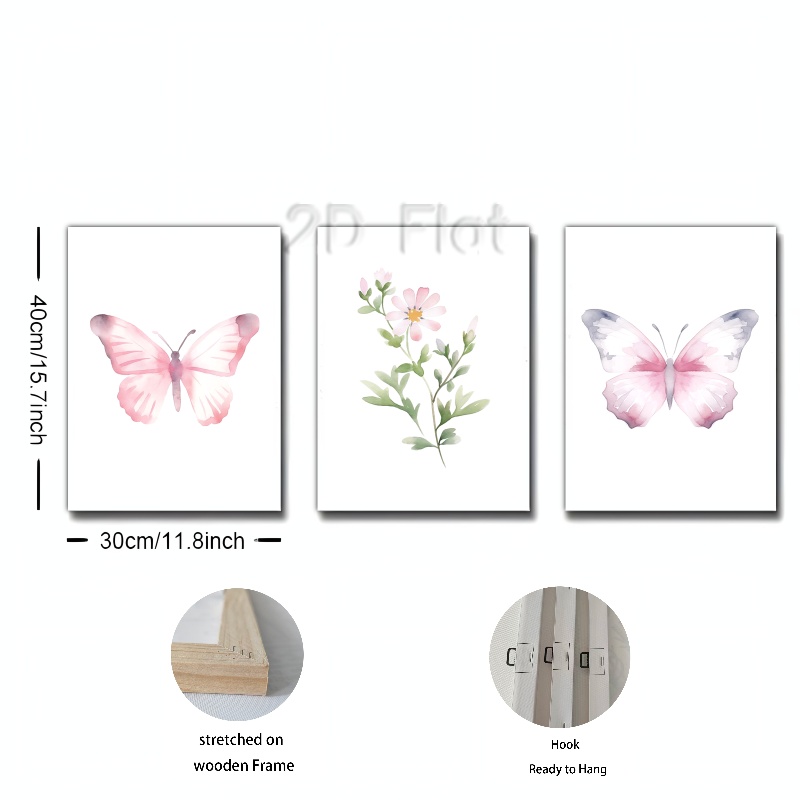 2D Flat
40cm/15.7inch
30cm/11.8inch
stretched on
wooden Frame
Hook
Ready to Hang